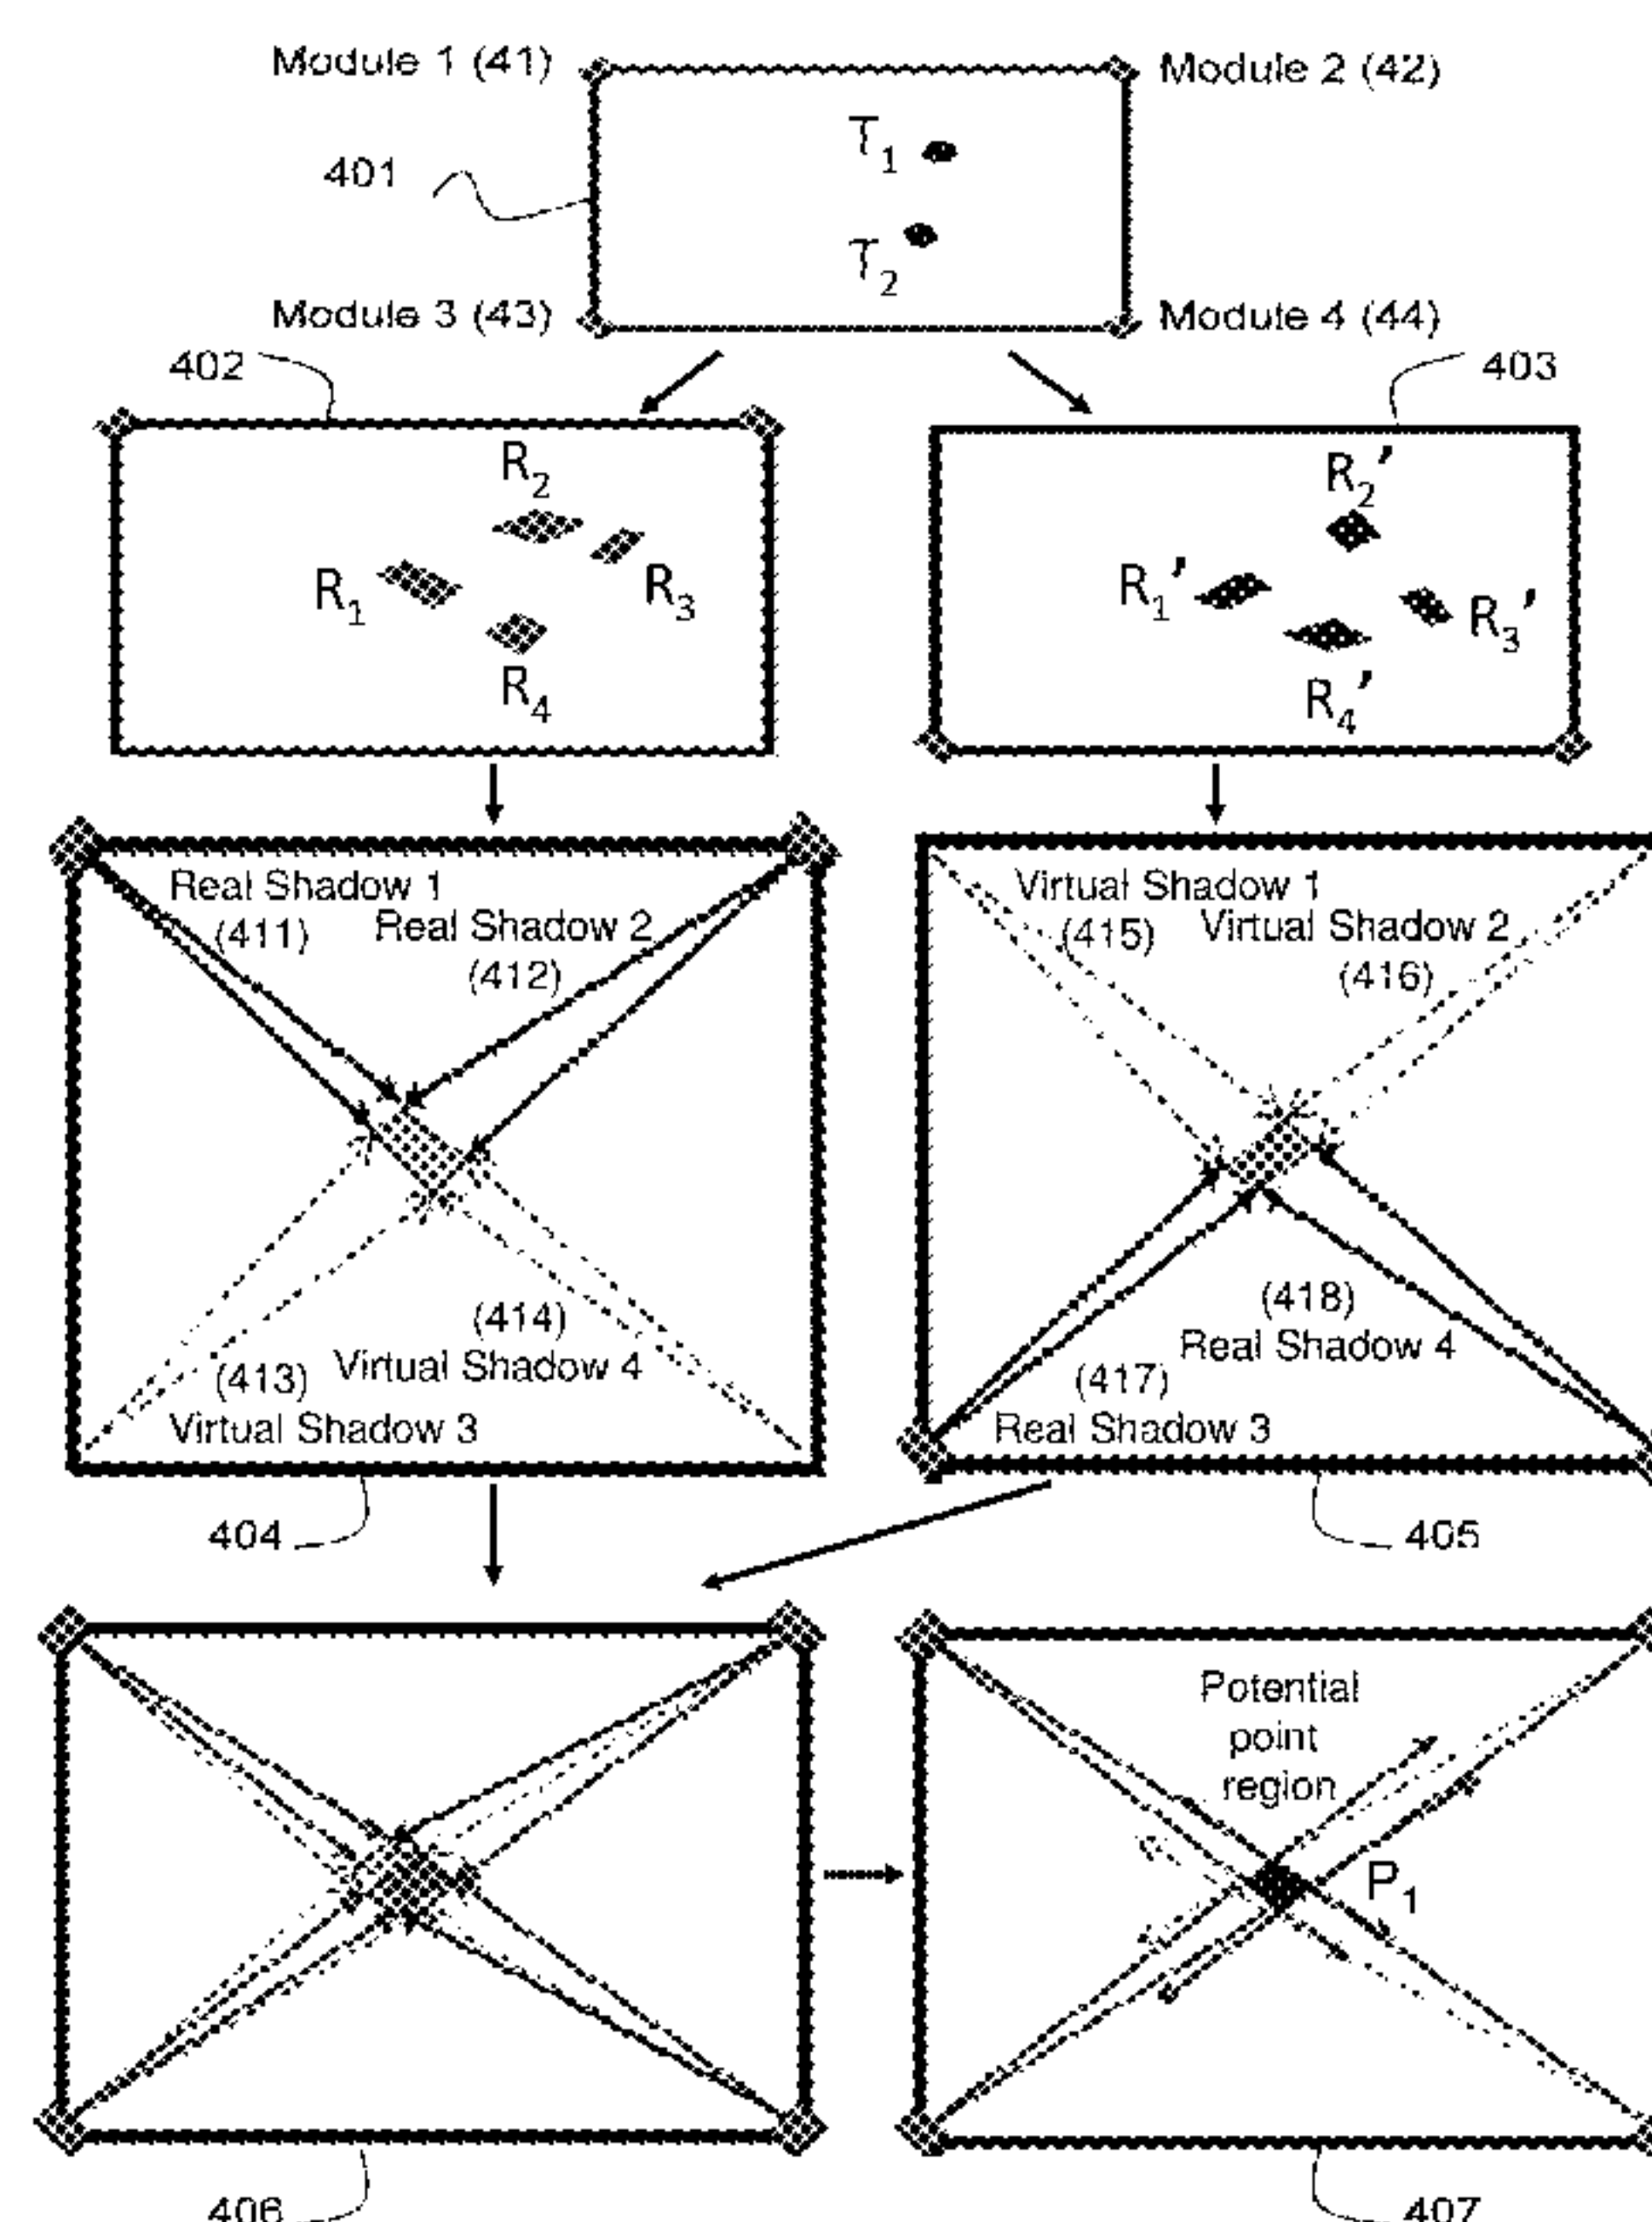 Module 1 (41)
Module 2 (42)
T1
401
T2
Module 3 (43)
Module 4 (44)
402
403
R2
R1
R3
R4
R2'
R1'
R3'
R4'
Real Shadow 1
(411)
Real Shadow 2
(412)
Virtual Shadow 1
(415)
Virtual Shadow 2
(416)
(414)
(413)
Virtual Shadow 4
Virtual Shadow 3
(418)
Real Shadow 4
(417)
Real Shadow 3
404
405
Potential
point
region
P1
406
407